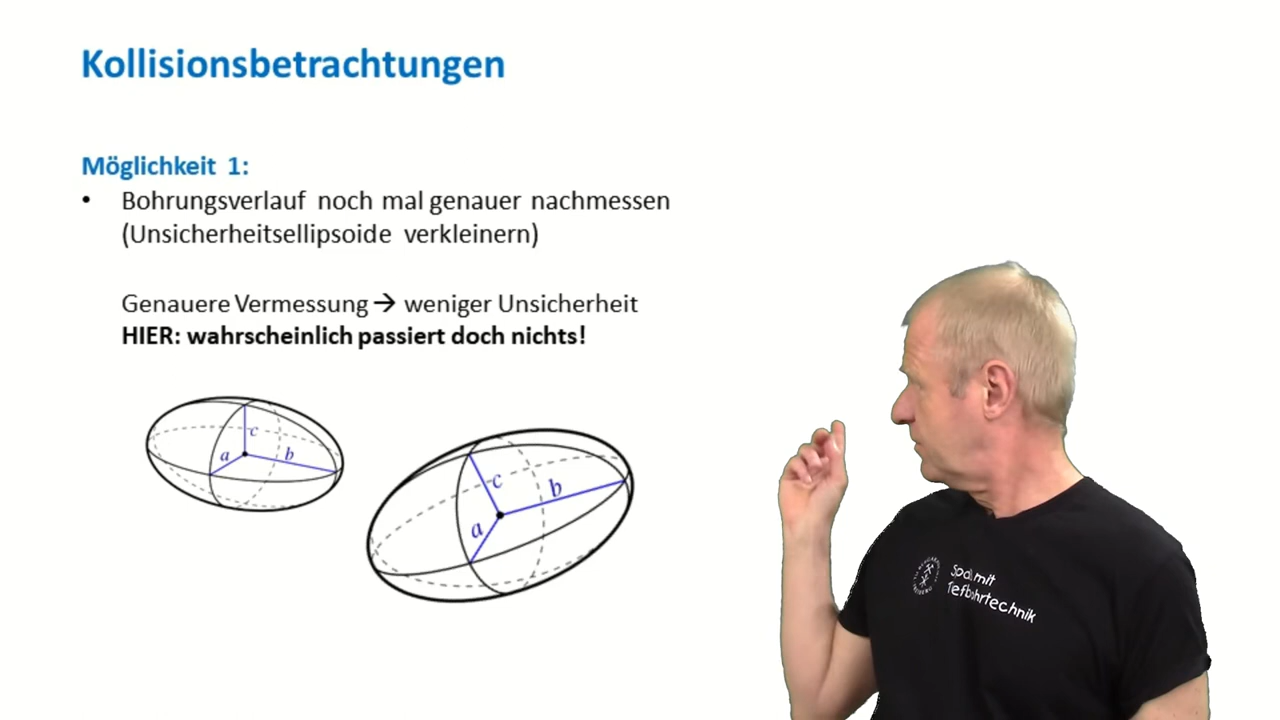 Kollisionsbetrachtungen
Möglichkeit 1:
• Bohrungsverlauf noch mal genauer nachmessen
(Unsicherheitsellipsoide verkleinern)
Genauere Vermessung → weniger Unsicherheit
HIER: wahrscheinlich passiert doch nichts!
c
a b
c
b
a
Spaß mit
Tiefbohrtechnik